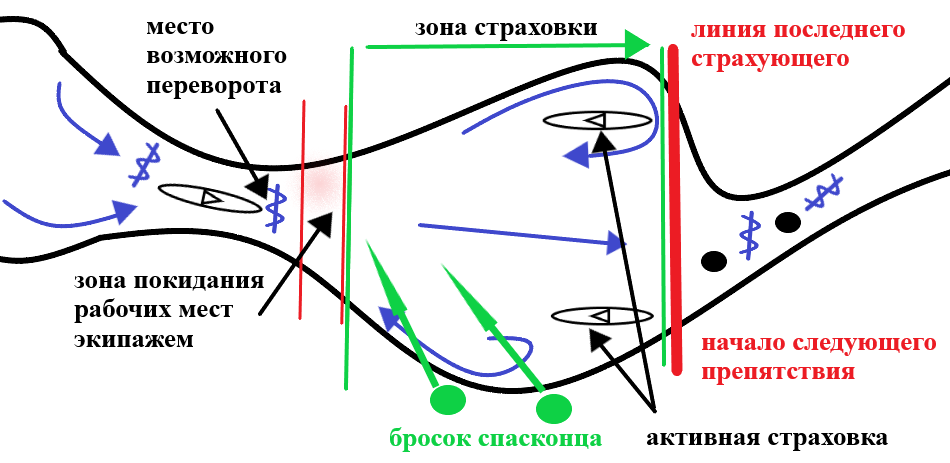 место
возможного
переворота
зона страховки
линия последнего
страхующего
зона покидания
рабочих мест
экипажем
начало следующего
препятствия
бросок спасконца
активная страховка